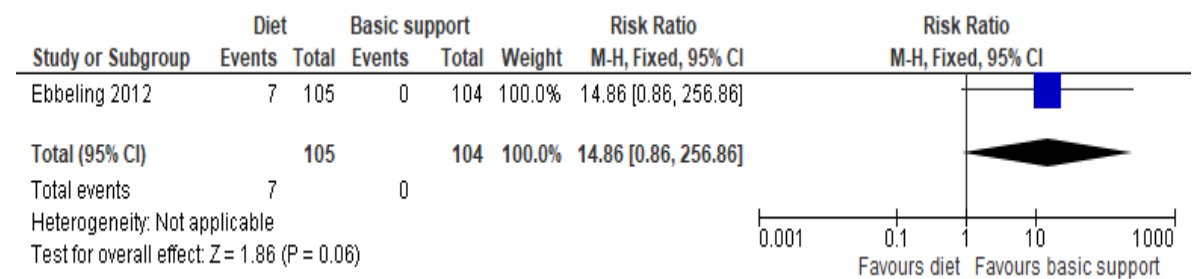 Diet Basic support Risk Ratio Risk Ratio
Study or Subgroup Events Total Events Total Weight M-H, Fixed, 95% CI M-H, Fixed, 95% CI
Ebbeling 2012 7 105 0 104 100.0% 14.86 [0.86, 256.86]
Total (95% CI) 105 104 100.0% 14.86 [0.86, 256.86]
Total events 7 0
Heterogeneity: Not applicable
Test for overall effect: Z = 1.86 (P = 0.06)
0.001 0.1 1 10 1000
Favours diet Favours basic support